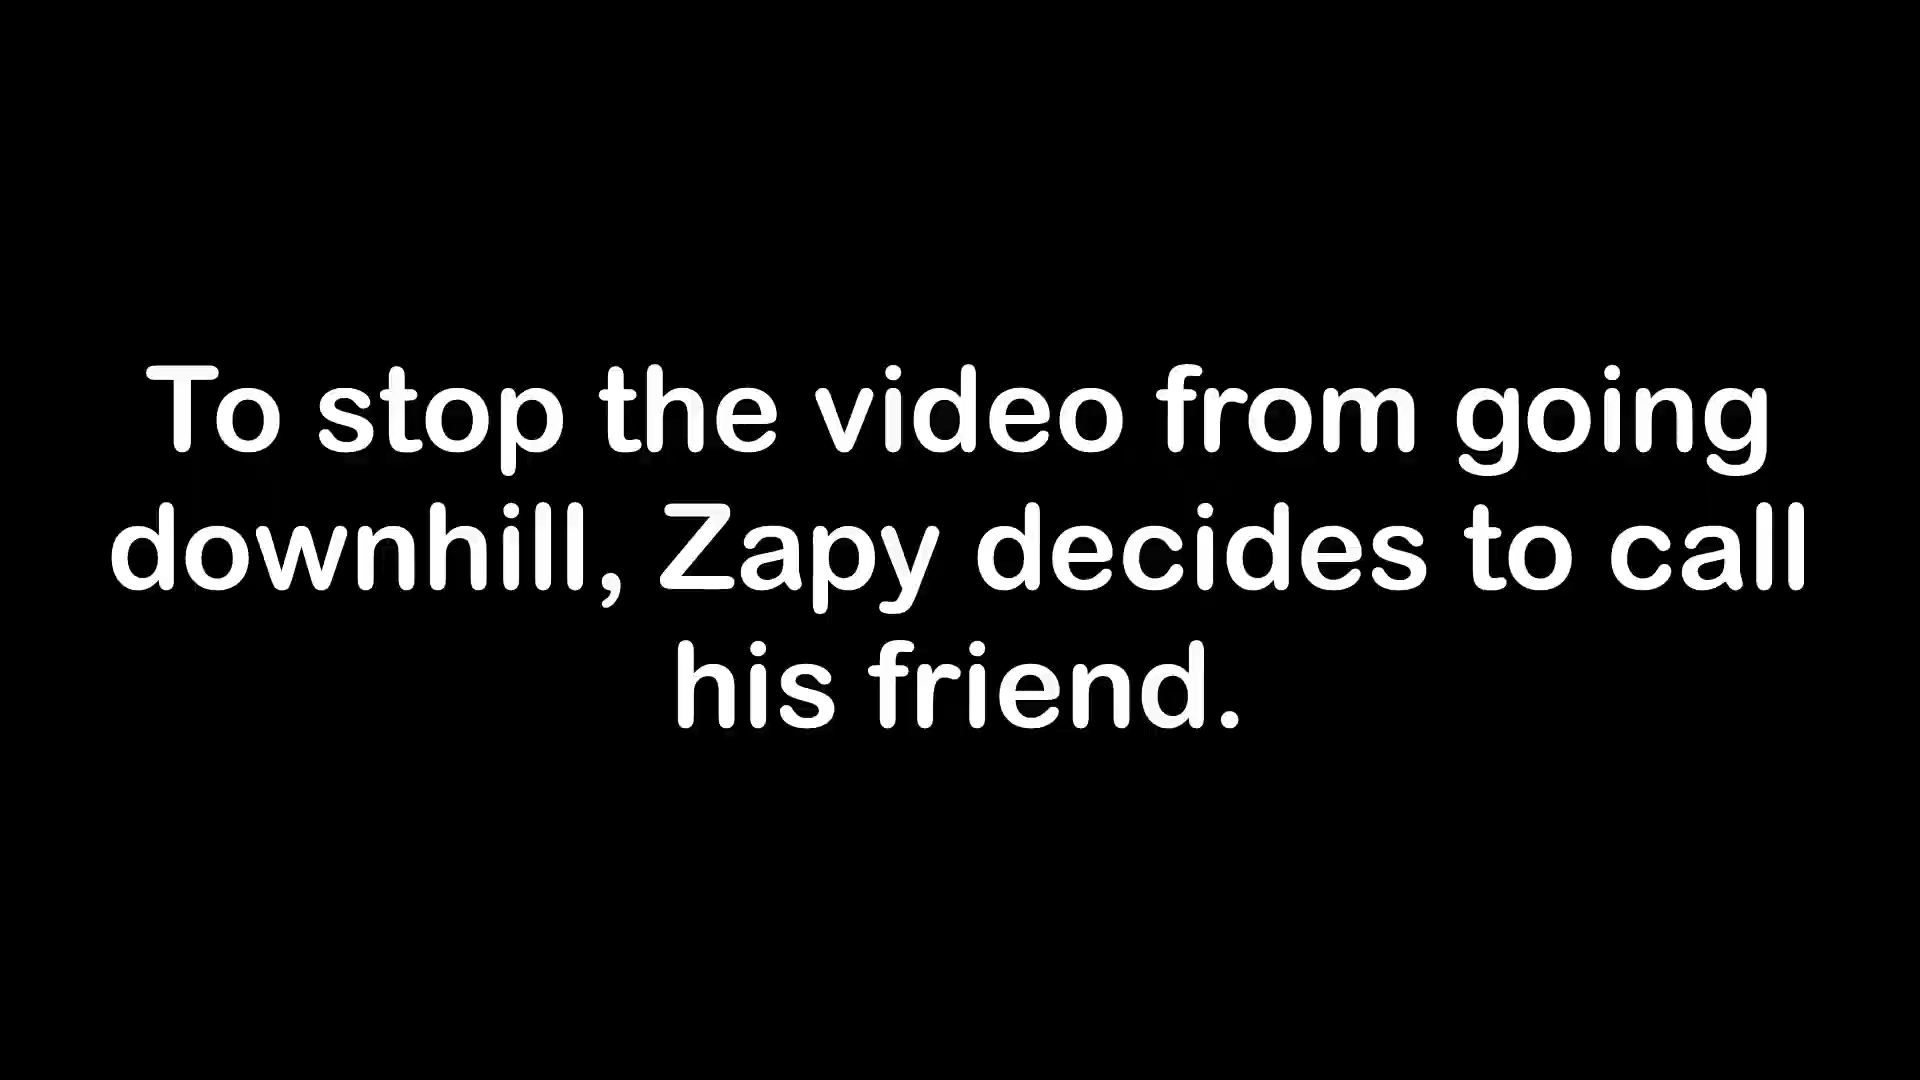 To stop the video from going
downhill, Zapy decides to call
his friend.